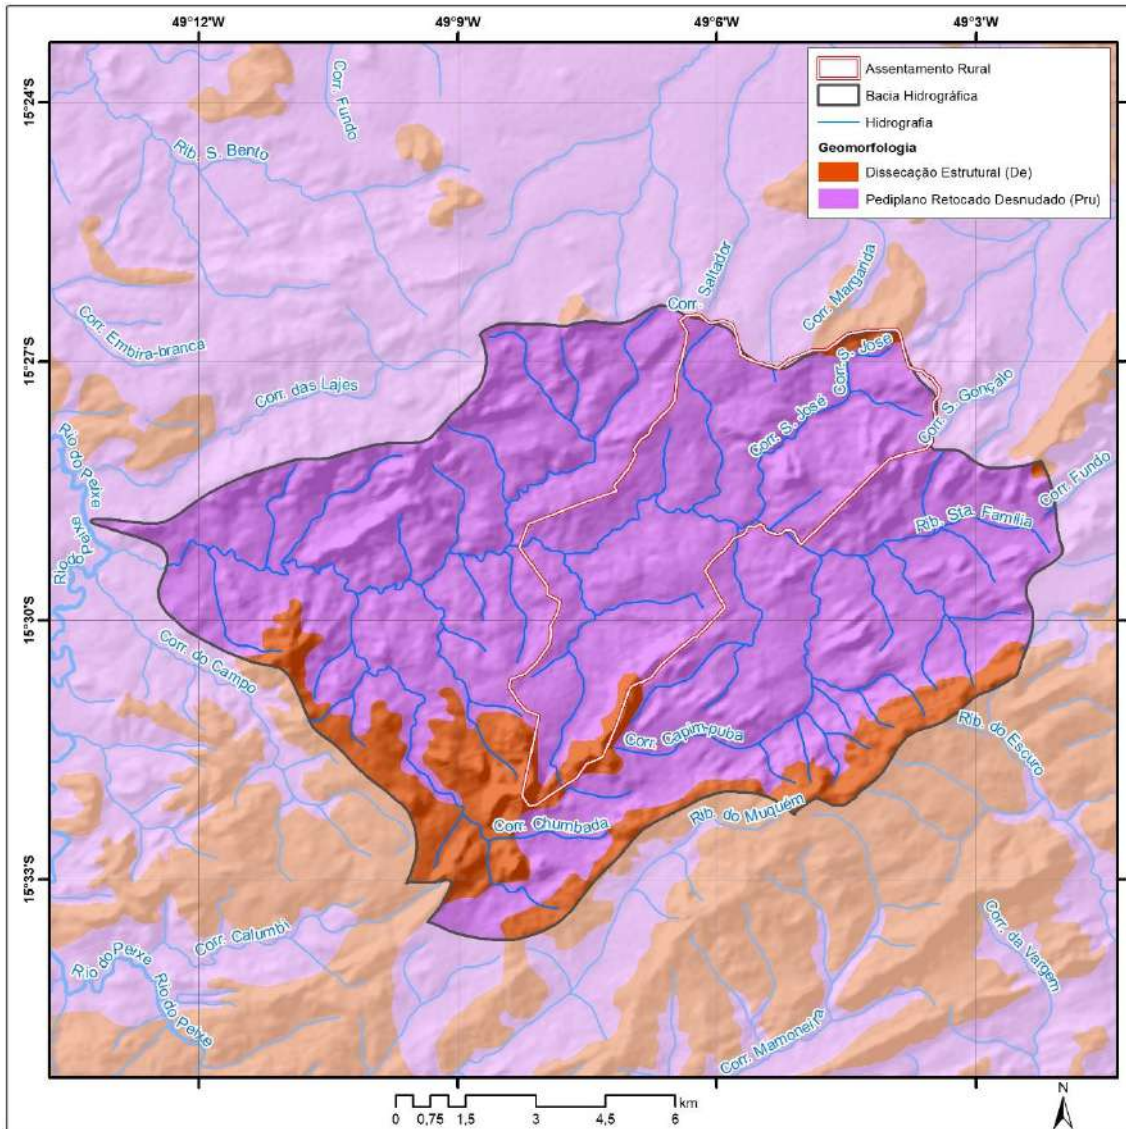 49°12'W
49°9'W
49°6'W
49°3'W
15°24'S
15°27'S
15°30'S
15°33'S
Assentamento Rural
Bacia Hidrográfica
Hidrografia
Geomorfologia
Dissecação Estrutural (De)
Pediplano Retocado Desnudado (Pru)
Corr. Fundo
Rib. S. Bento
Corr. Saltador
Corr. Margarida
Corr. Embira-branca
Corr. das Lajes
Corr. S. José
Corr. S. José
Corr. S. Gonçalo
Rio do Peixe
Corr. Fundo
Rib. Sta. Família
Rio do Peixe
Corr. do Campo
Corr. Capim-puba
Rib. do Escuro
Rib. do Muquém
Corr. Chumbada
Corr. Calumbi
Corr. da Vargem
Rio do Peixe
Rio do Peixe
Corr. Mamoneira
N
km
0 0,75 1,5 3 4,5 6